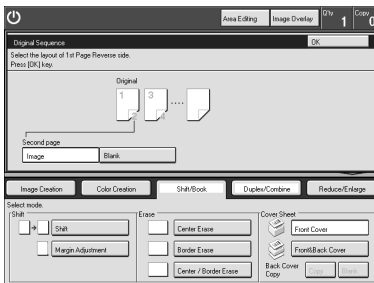 Area Editing Image Overlay Q'ty 1 Copy 0
Original Sequence OK
Select the layout of 1st Page Reverse side.
Press [OK] key.
Original
1 2 3 4 ....
Second page
Image Blank
Image Creation Color Creation Shift/Book Duplex/Combine Reduce/Enlarge
Select mode.
Shift Erase Cover Sheet
Shift Center Erase Front Cover
Margin Adjustment Border Erase Front&Back Cover
Center / Border Erase Back Cover Copy Copy Blank